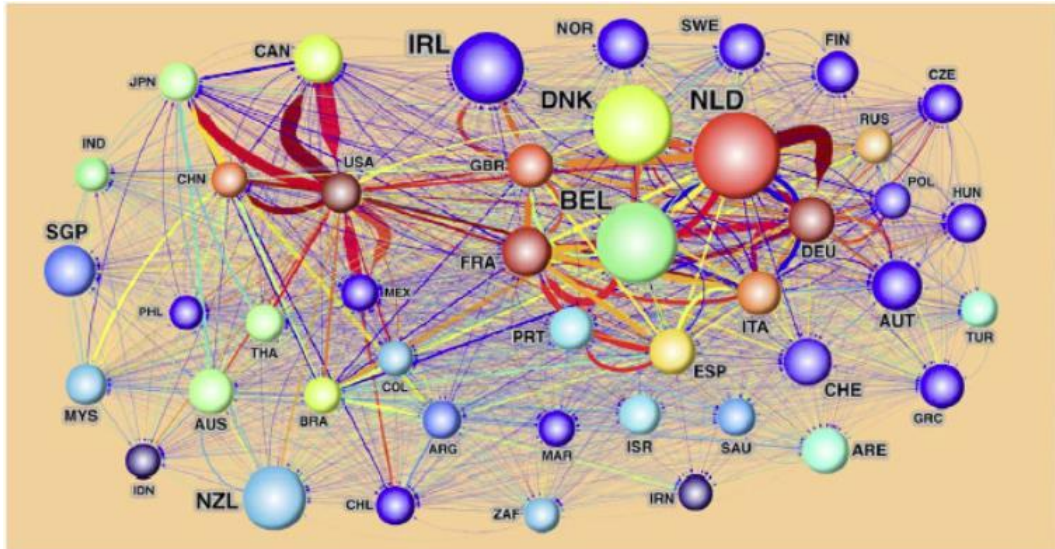 IRL
NOR
SWE
FIN
CAN
JPN
DNK
NLD
CZE
RUS
IND
CHN
USA
GBR
POL
HUN
SGP
BEL
FRA
DEU
PHL
MEX
THA
PRT
ITA
AUT
TUR
MYS
AUS
BRA
COL
ESP
CHE
GRC
ARG
MAR
ISR
SAU
ARE
IDN
NZL
CHL
ZAF
IRN